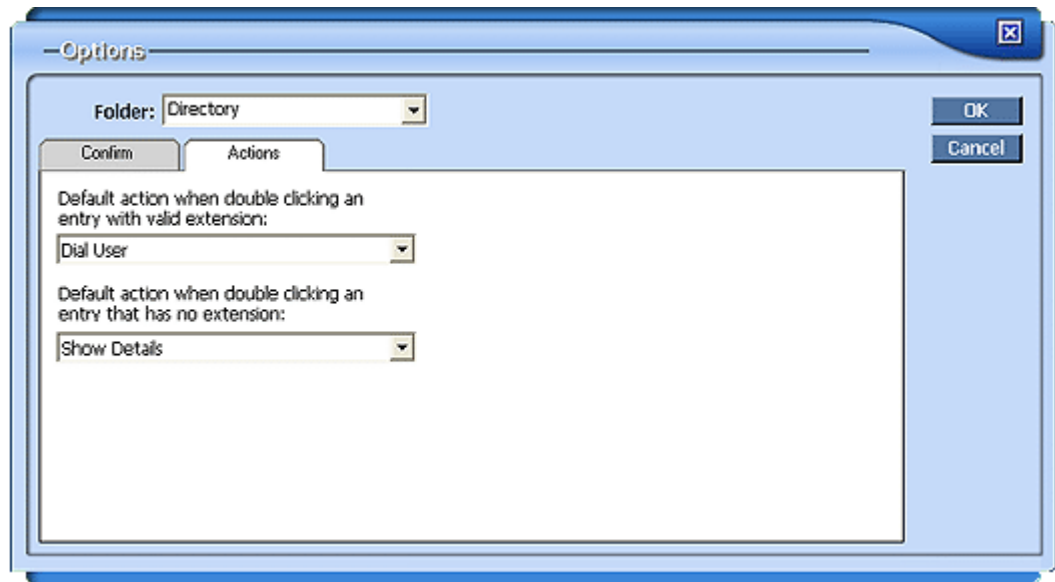 Options
Folder: Directory
OK
Cancel
Confirm Actions
Default action when double clicking an
entry with valid extension:
Dial User
Default action when double clicking an
entry that has no extension:
Show Details